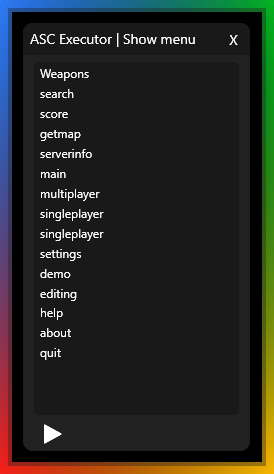 ASC Executor | Show menu X
Weapons
search
score
getmap
serverinfo
main
multiplayer
singleplayer
singleplayer
settings
demo
editing
help
about
quit